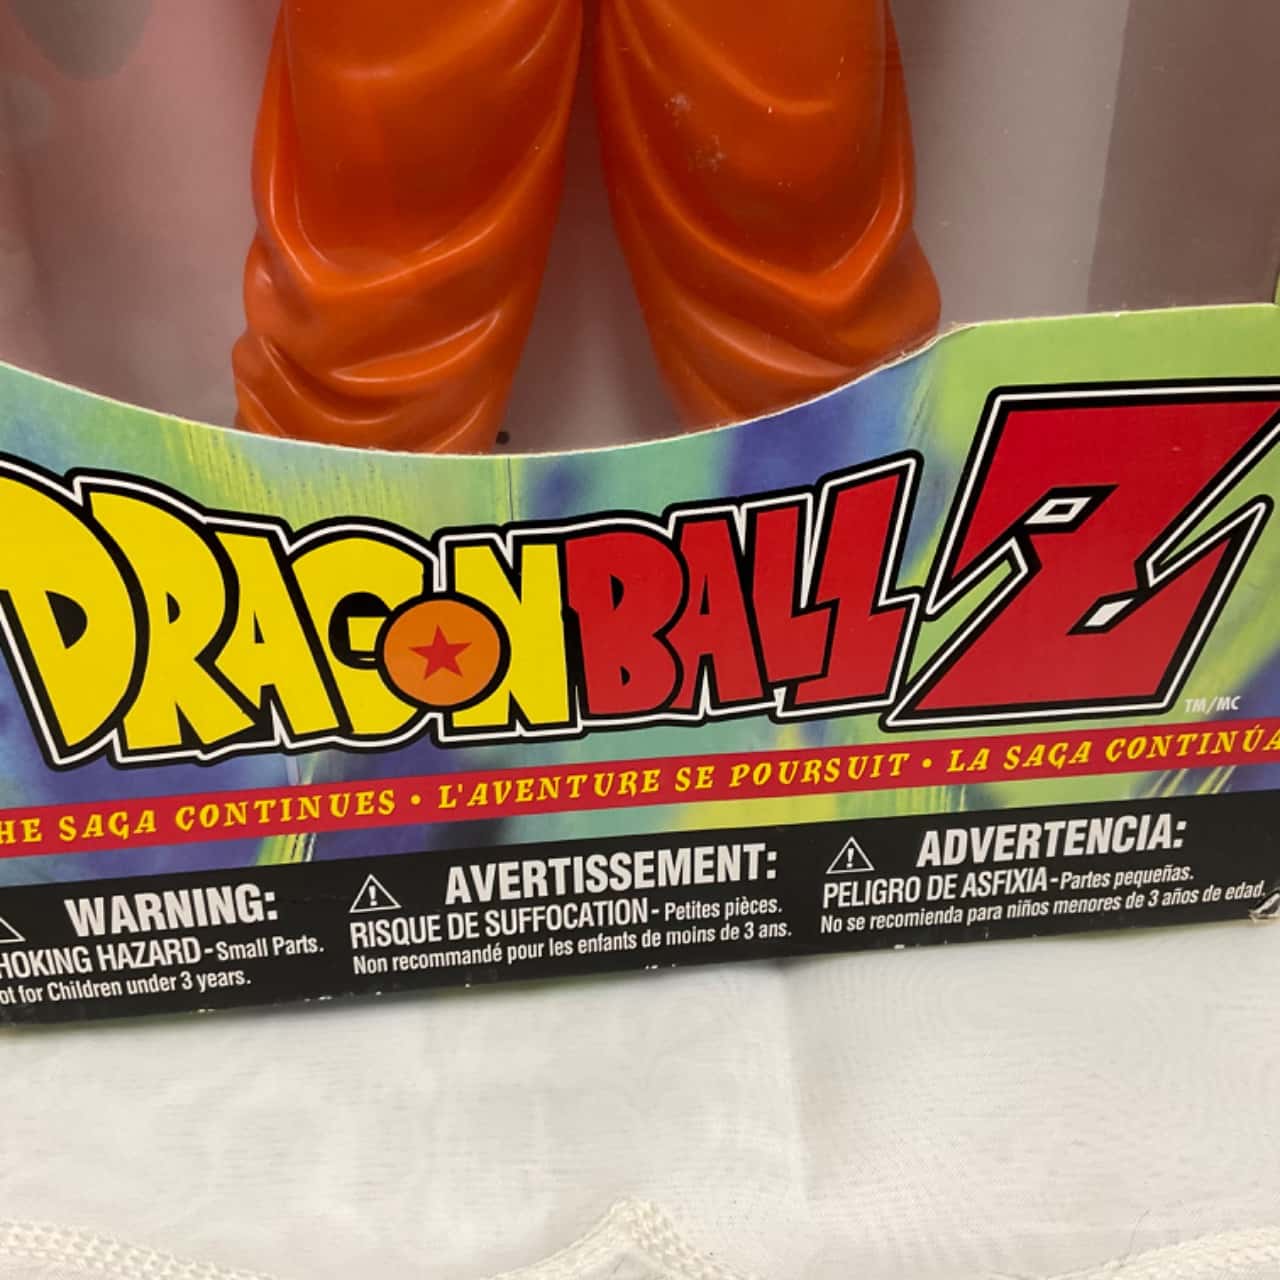 DRAGONBALL Z
TM/MC
HE SAGA CONTINUES • L'AVENTURE SE POURSUIT • LA SAGA CONTINÚA
WARNING:
HOKING HAZARD - Small Parts.
ot for Children under 3 years.
AVERTISSEMENT:
RISQUE DE SUFFOCATION - Petites pièces.
Non recommandé pour les enfants de moins de 3 ans.
ADVERTENCIA:
PELIGRO DE ASFIXIA - Partes pequeñas.
No se recomienda para niños menores de 3 años de edad.